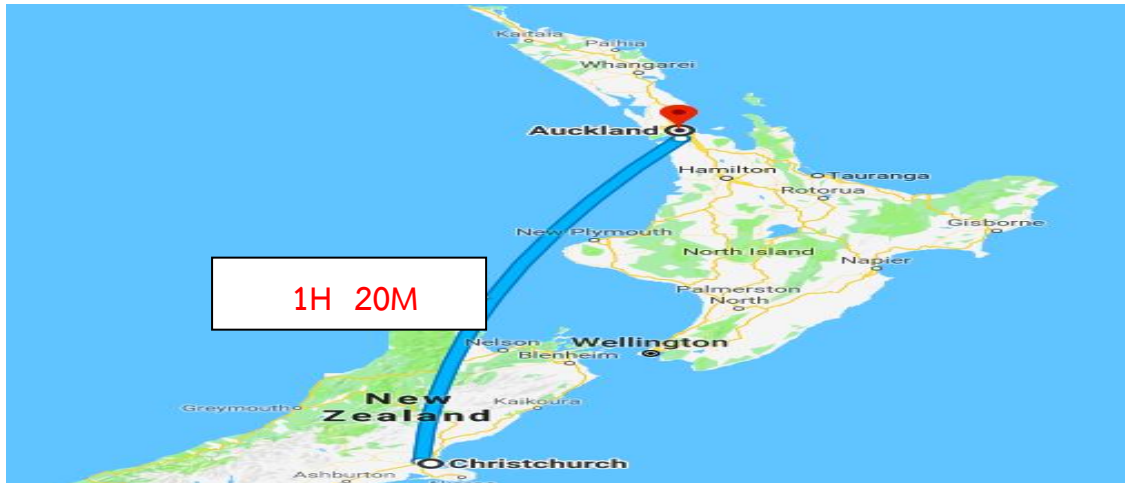 Kaitaia
Paihia
Whangarei
Auckland
Hamilton
Tauranga
Rotorua
Gisborne
New Plymouth
North Island
Napier
1H 20M
Palmerston
North
Nelson
Wellington
Blenheim
New
Zealand
Greymouth
Kaikoura
Christchurch
Ashburton